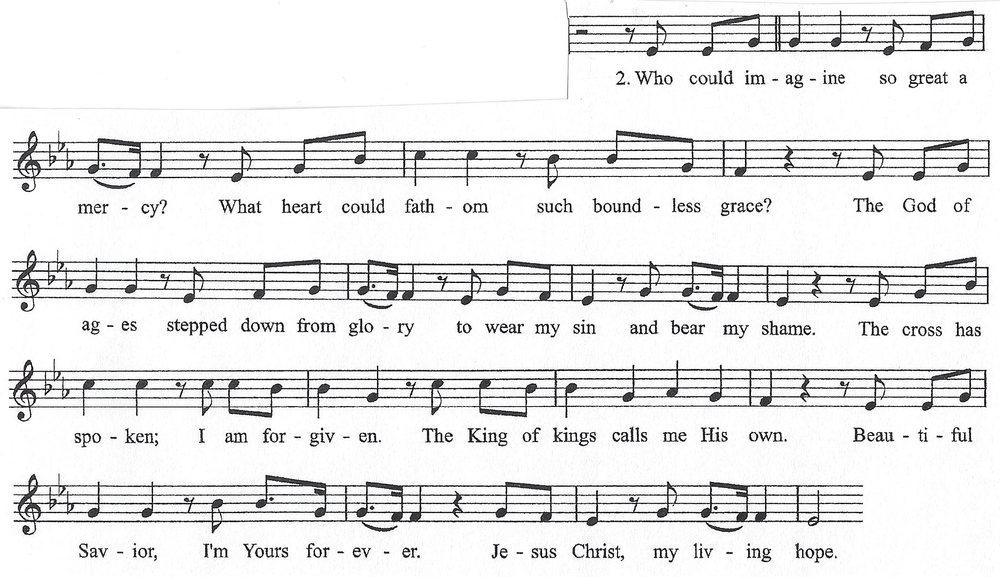 2. Who could im - ag - ine so great a
mer - cy? What heart could fath - om such bound - less grace? The God of
ag - es stepped down from glo - ry to wear my sin and bear my shame. The cross has
spo - ken; I am for - giv - en. The King of kings calls me His own. Beau - ti - ful
Sav - ior, I'm Yours for - ev - er. Je - sus Christ, my liv - ing hope.